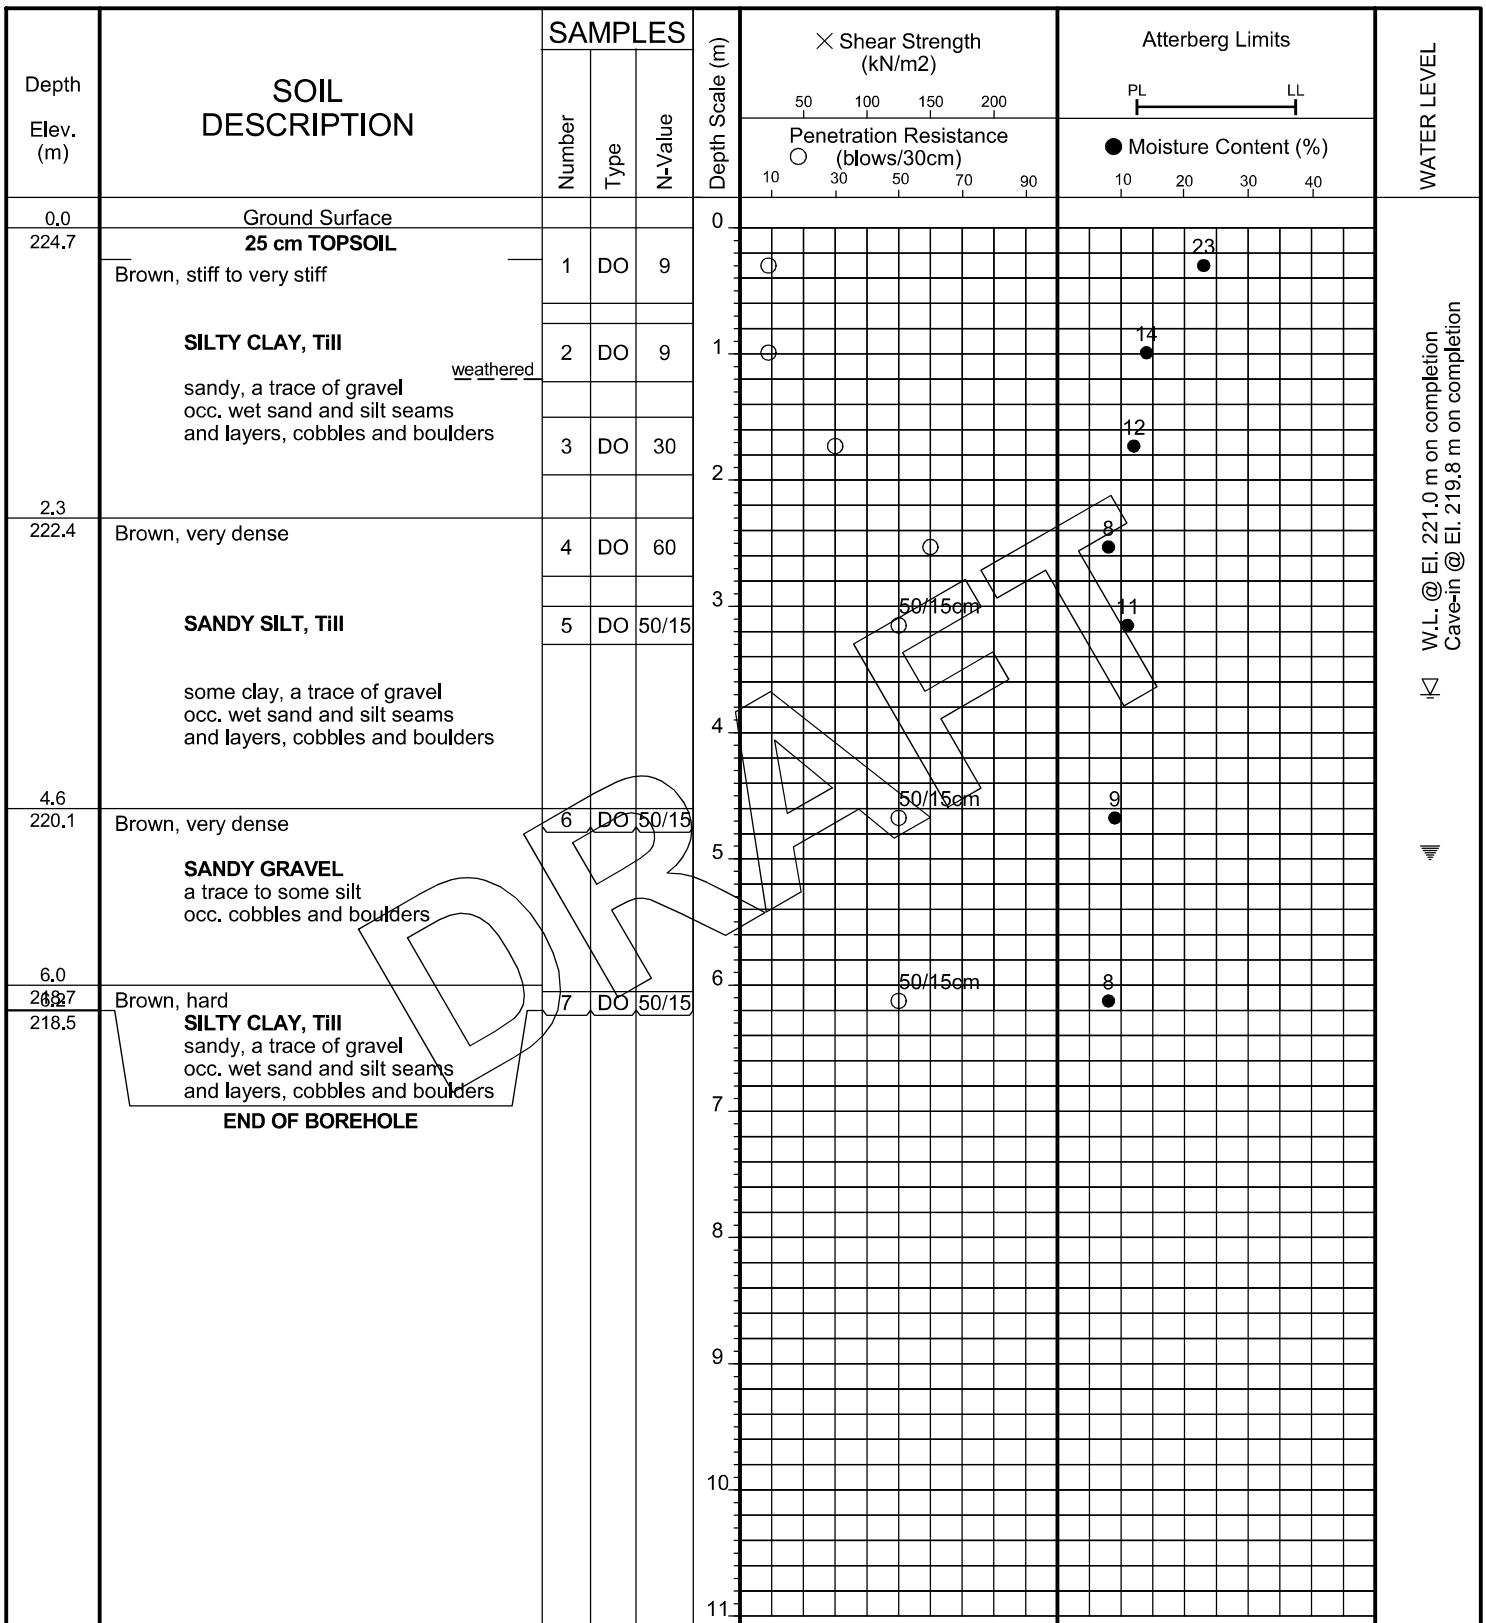 SAMPLES
Depth
Elev.
(m)
SOIL
DESCRIPTION
Number
Type
N-Value
Depth Scale (m)
× Shear Strength
(kN/m2)
50 100 150 200
Penetration Resistance
(blows/30cm)
10 30 50 70 90
Atterberg Limits
PL LL
Moisture Content (%)
10 20 30 40
WATER LEVEL
0.0 Ground Surface 0
224.7 25 cm TOPSOIL
23
Brown, stiff to very stiff 1 DO 9
SILTY CLAY, Till 14
2 DO 9 1
weathered
sandy, a trace of gravel
occ. wet sand and silt seams
and layers, cobbles and boulders
12
3 DO 30
2
2.3
222.4 Brown, very dense 8
4 DO 60
3 50/15cm 11
SANDY SILT, Till 5 DO 50/15
some clay, a trace of gravel
occ. wet sand and silt seams
and layers, cobbles and boulders
4
4.6 50/15cm 9
220.1 Brown, very dense 6 DO 50/15
5
SANDY GRAVEL
a trace to some silt
occ. cobbles and boulders
6.0 6 50/15cm 8
218.7
6.2
Brown, hard 7 DO 50/15
218.5 SILTY CLAY, Till
sandy, a trace of gravel
occ. wet sand and silt seams
and layers, cobbles and boulders
7
END OF BOREHOLE
8
9
10
11
W.L. @ El. 221.0 m on completion
Cave-in @ El. 219.8 m on completion
DRAFT